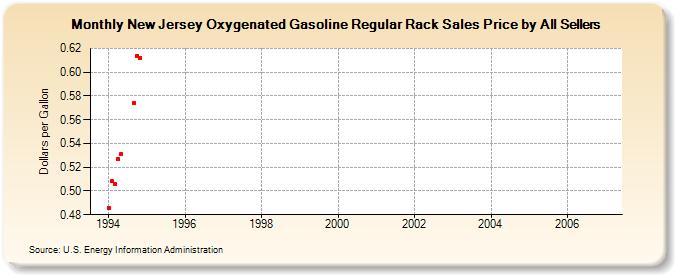 Monthly New Jersey Oxygenated Gasoline Regular Rack Sales Price by All Sellers
Dollars per Gallon
0.62
0.60
0.58
0.56
0.54
0.52
0.50
0.48
1994 1996 1998 2000 2002 2004 2006
Source: U.S. Energy Information Administration